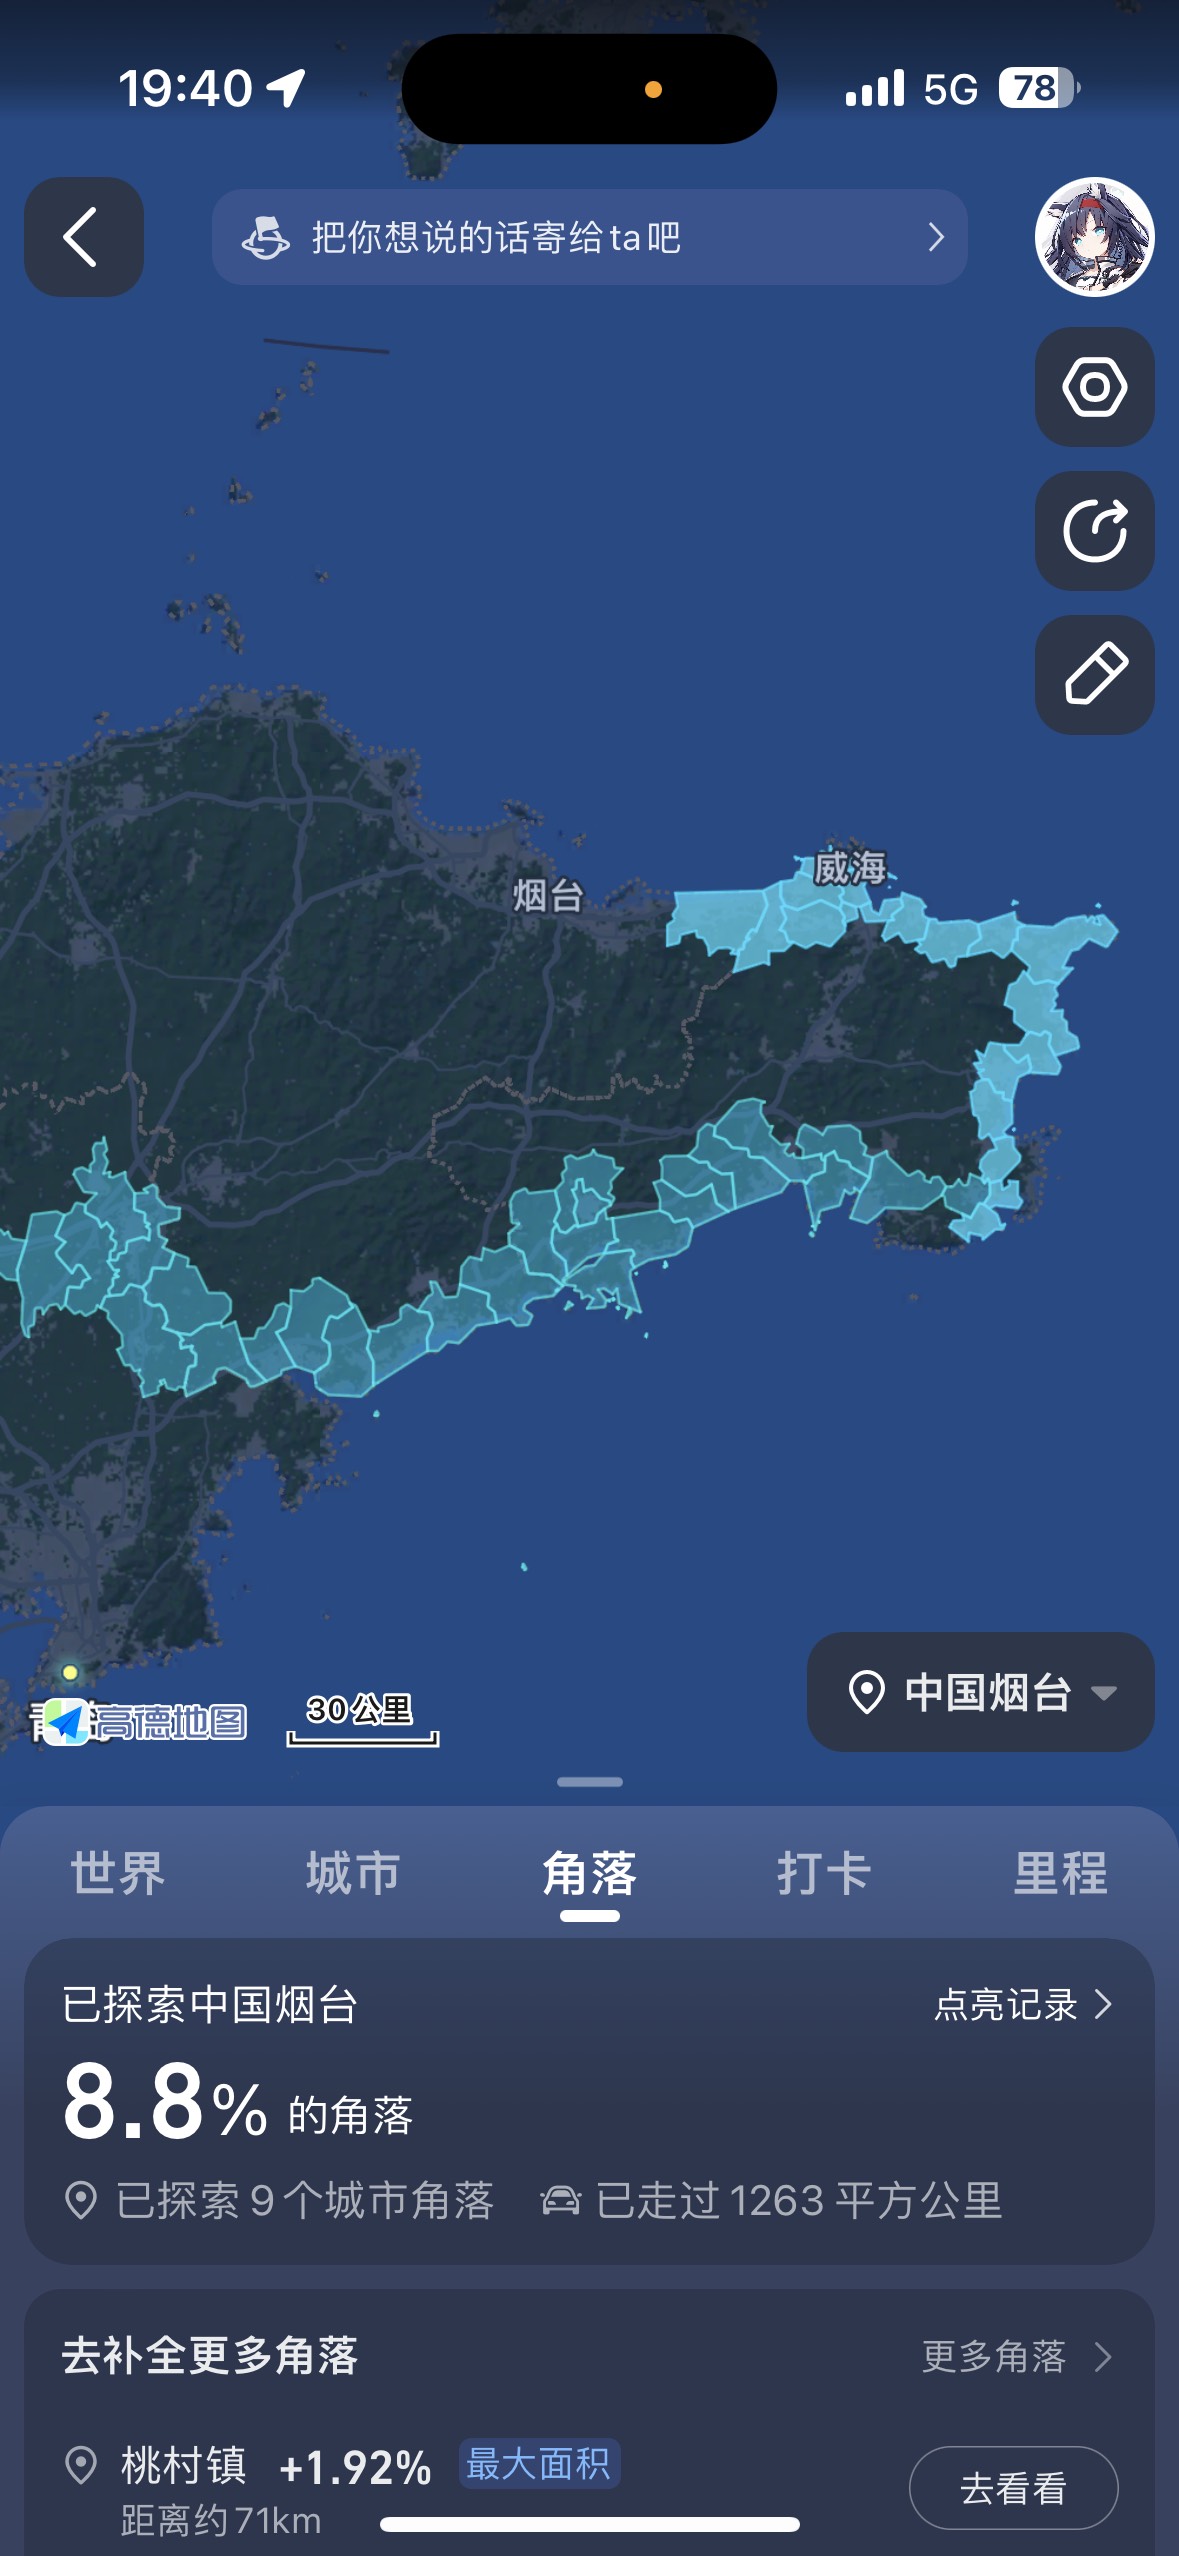 19:40
5G
78
把你想说的话寄给ta吧
威海
烟台
高德地图
30公里
中国烟台
世界
城市
角落
打卡
里程
已探索中国烟台
点亮记录
8.8% 的角落
已探索9个城市角落
已走过1263平方公里
去补全更多角落
更多角落
桃村镇 +1.92% 最大面积
去看看
距离约71km